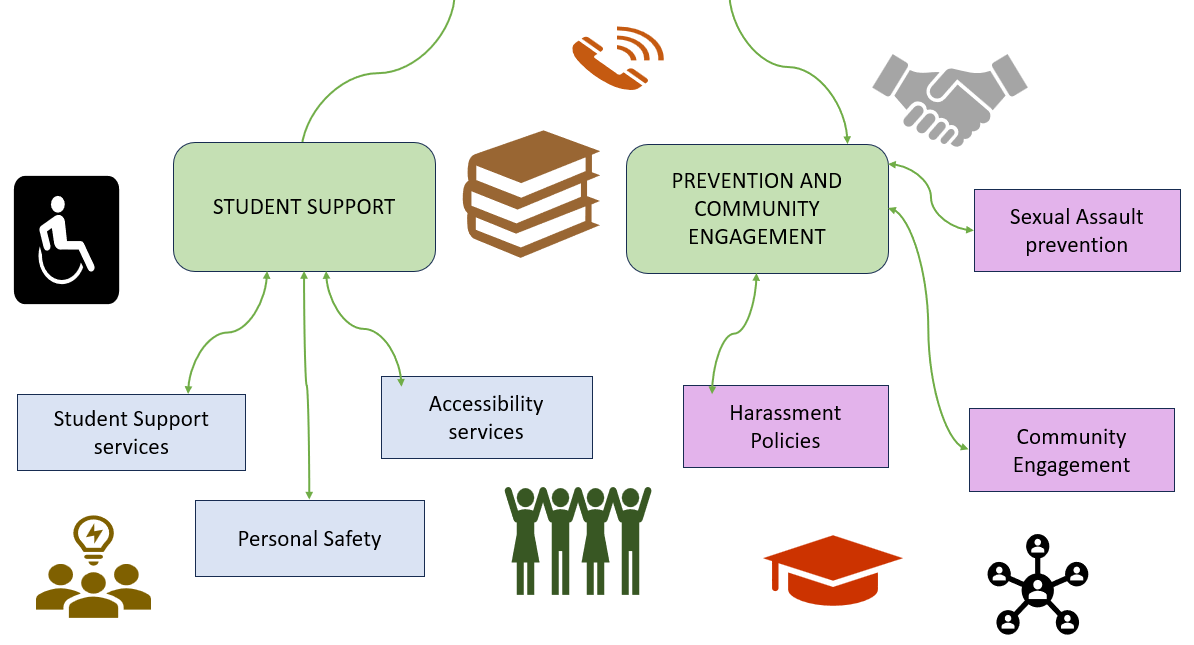 STUDENT SUPPORT
PREVENTION AND
COMMUNITY
ENGAGEMENT
Sexual Assault
prevention
Student Support
services
Accessibility
services
Harassment
Policies
Community
Engagement
Personal Safety